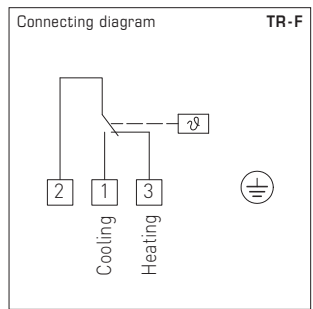 Connecting diagram TR-F
ϑ
2 1 3
Cooling
Heating